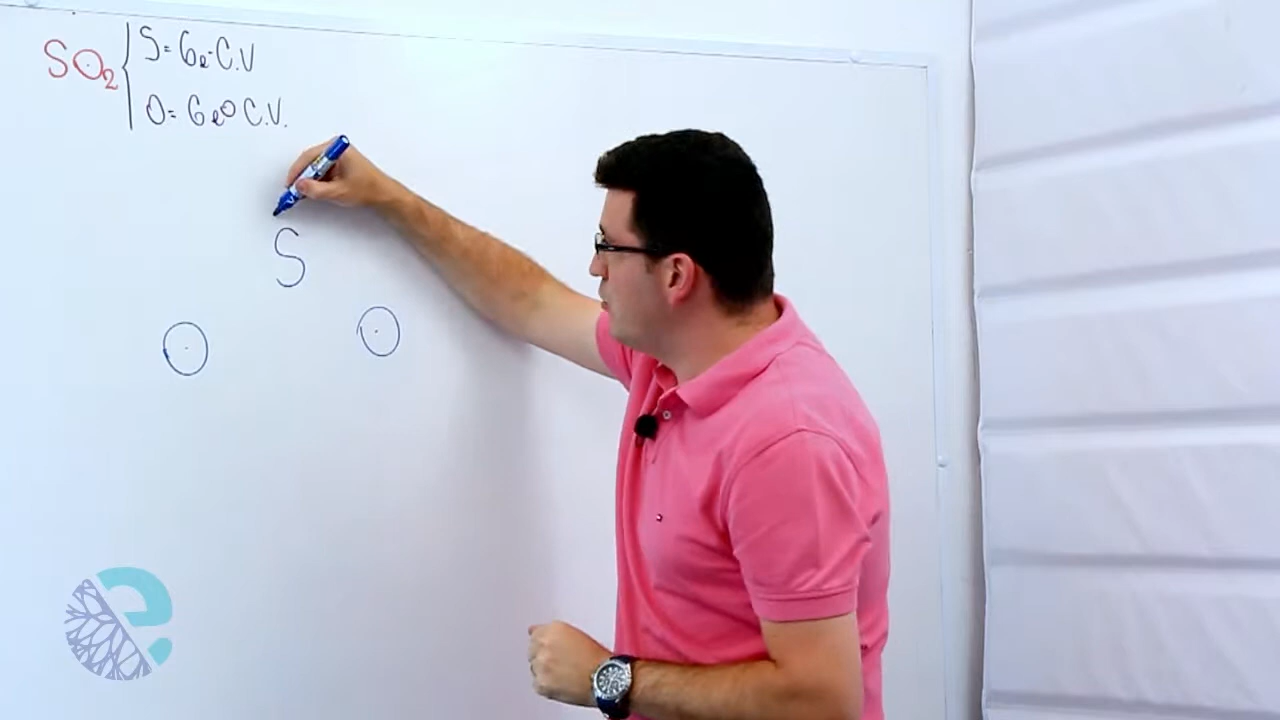 SO₂ { S = 6e⁻ C.V
O = 6e⁻ C.V.
S
O O